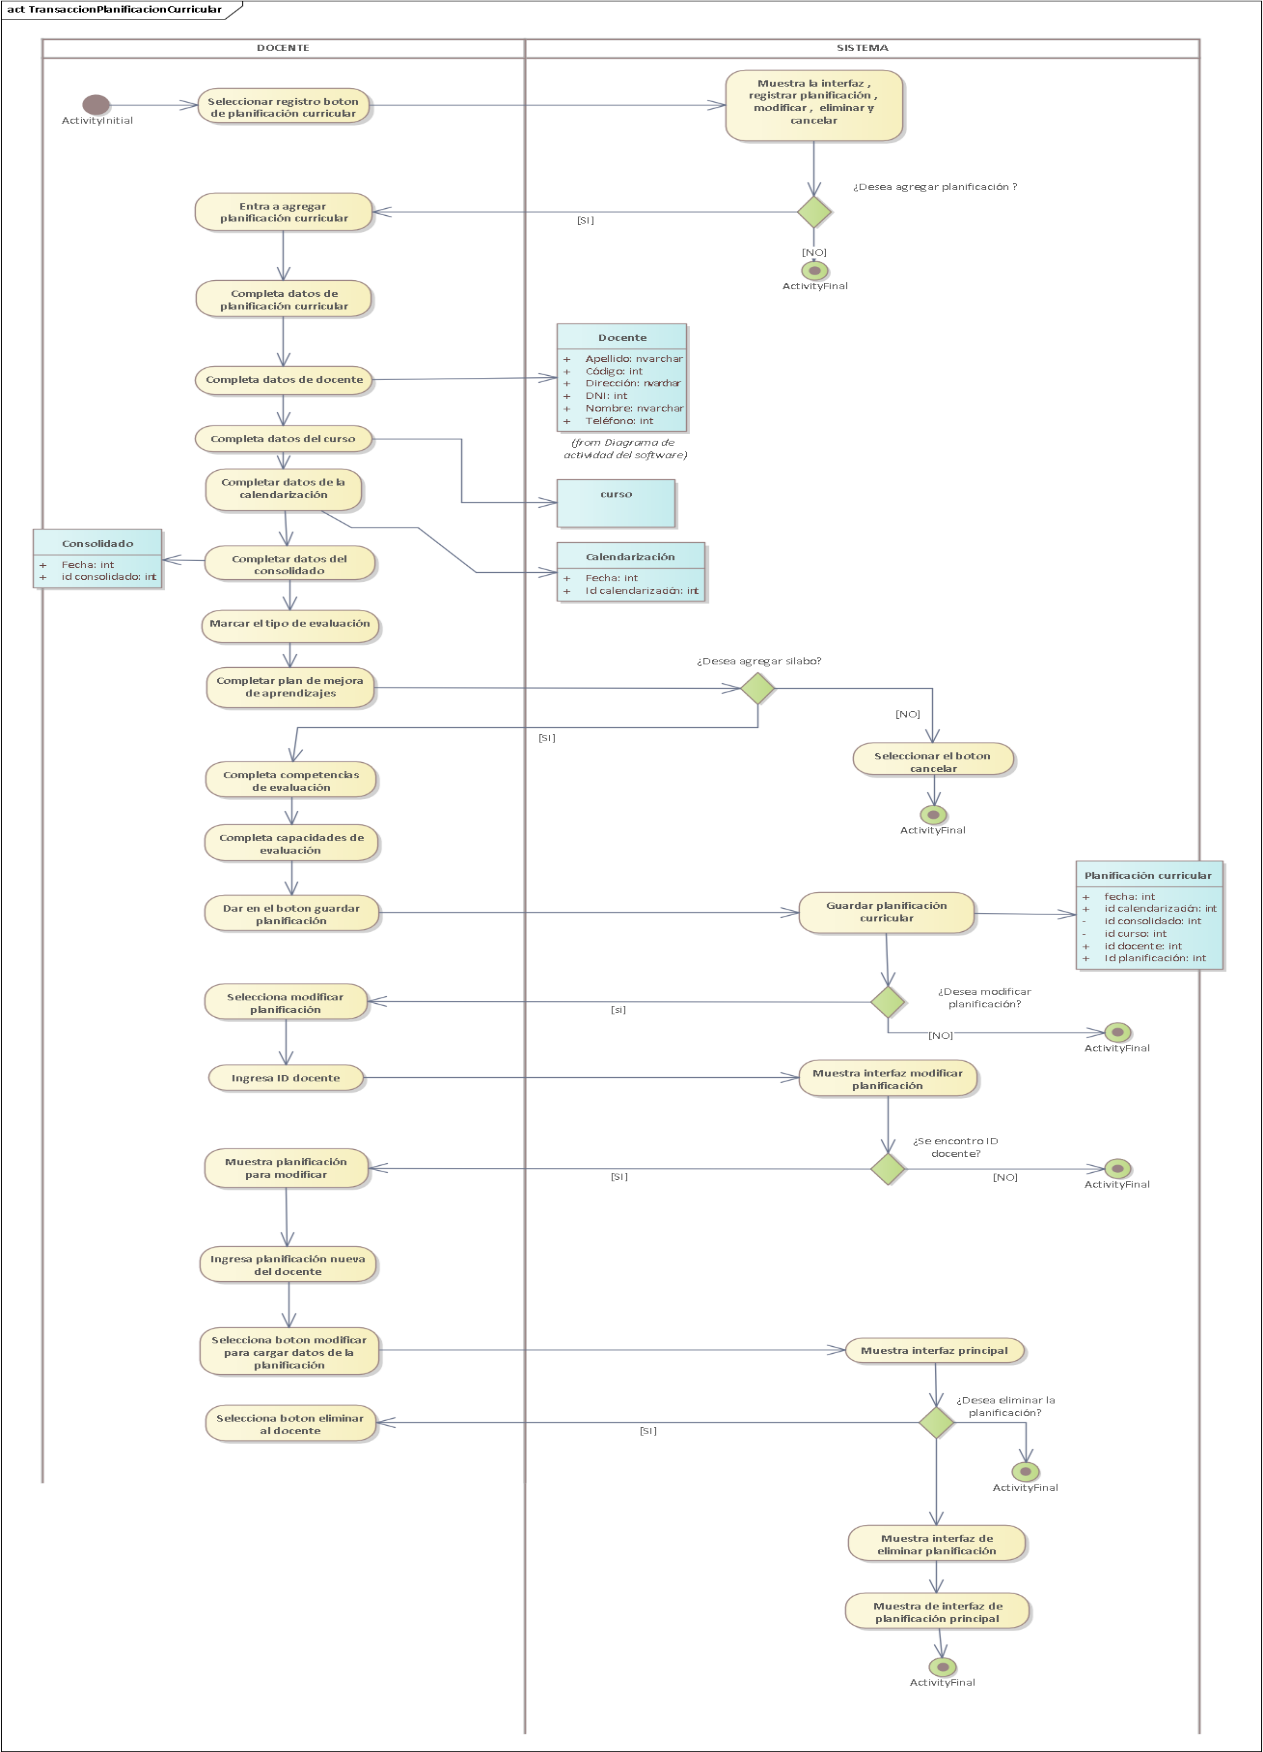 act TransaccionPlanificacionCurricular
DOCENTE
SISTEMA
ActivityInitial
Seleccionar registro boton
de planificación curricular
Muestra la interfaz ,
registrar planificación ,
modificar , eliminar y
cancelar
¿Desea agregar planificación ?
Entra a agregar
planificación curricular
[SI]
[NO]
ActivityFinal
Completa datos de
planificación curricular
Docente
+ Apellido: nvarchar
+ Código: int
+ Dirección: nvarchar
+ DNI: int
+ Nombre: nvarchar
+ Teléfono: int
(from Diagrama de
actividad del software)
Completa datos de docente
Completa datos del curso
Completar datos de la
calendarización
curso
Consolidado
+ Fecha: int
+ id consolidado: int
Completar datos del
consolidado
Calendarización
+ Fecha: int
+ Id calendarización: int
Marcar el tipo de evaluación
Completar plan de mejora
de aprendizajes
¿Desea agregar silabo?
[NO]
[SI]
Seleccionar el boton
cancelar
ActivityFinal
Completa competencias
de evaluación
Completa capacidades de
evaluación
Dar en el boton guardar
planificación
Guardar planificación
curricular
Planificación curricular
+ fecha: int
+ id calendarización: int
- id consolidado: int
- id curso: int
+ id docente: int
+ Id planificación: int
Selecciona modificar
planificación
[si]
¿Desea modificar
planificación?
[NO]
ActivityFinal
Ingresa ID docente
Muestra interfaz modificar
planificación
¿Se encontro ID
docente?
Muestra planificación
para modificar
[SI]
[NO]
ActivityFinal
Ingresa planificación nueva
del docente
Selecciona boton modificar
para cargar datos de la
planificación
Muestra interfaz principal
¿Desea eliminar la
planificación?
Selecciona boton eliminar
al docente
[SI]
ActivityFinal
Muestra interfaz de
eliminar planificación
Muestra de interfaz de
planificación principal
ActivityFinal